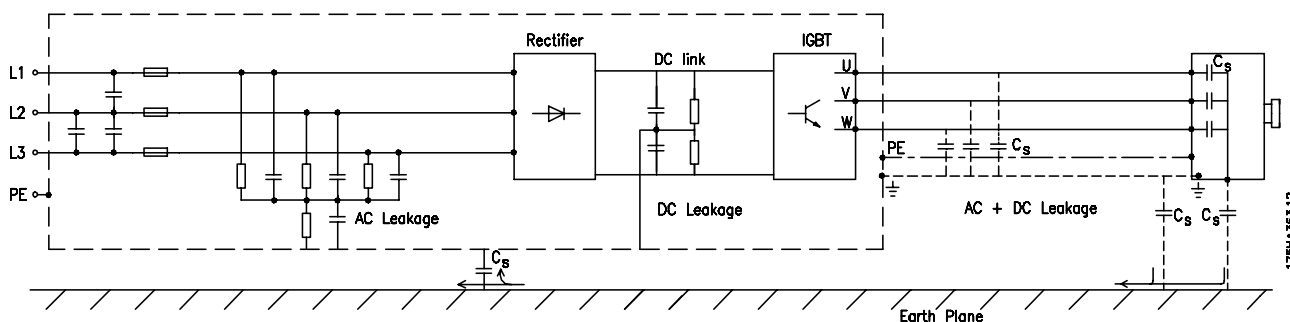 Rectifier
IGBT
DC link
L1
L2
L3
PE
U
V
W
Cs
PE
Cs
AC Leakage
DC Leakage
AC + DC Leakage
Cs
Cs
Cs
Earth Plane